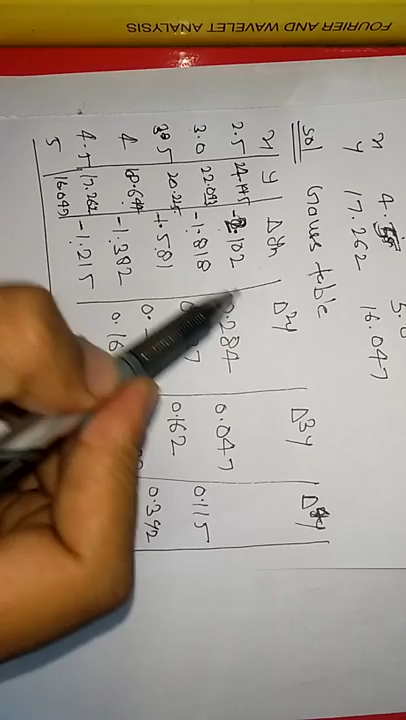 FOURIER AND WAVELET ANALYSIS
x 4.5 5.0
y 17.262 16.047
Sol Gauss table
x y Δy Δ²y Δ³y Δ⁴y
2.5 24.145 -2.102 0.284 0.047
3.0 22.043 -1.818 0.115
3.5 20.225 -1.581 0.162
4 18.644 -1.382 0.392
4.5 17.262 -1.215
5 16.047